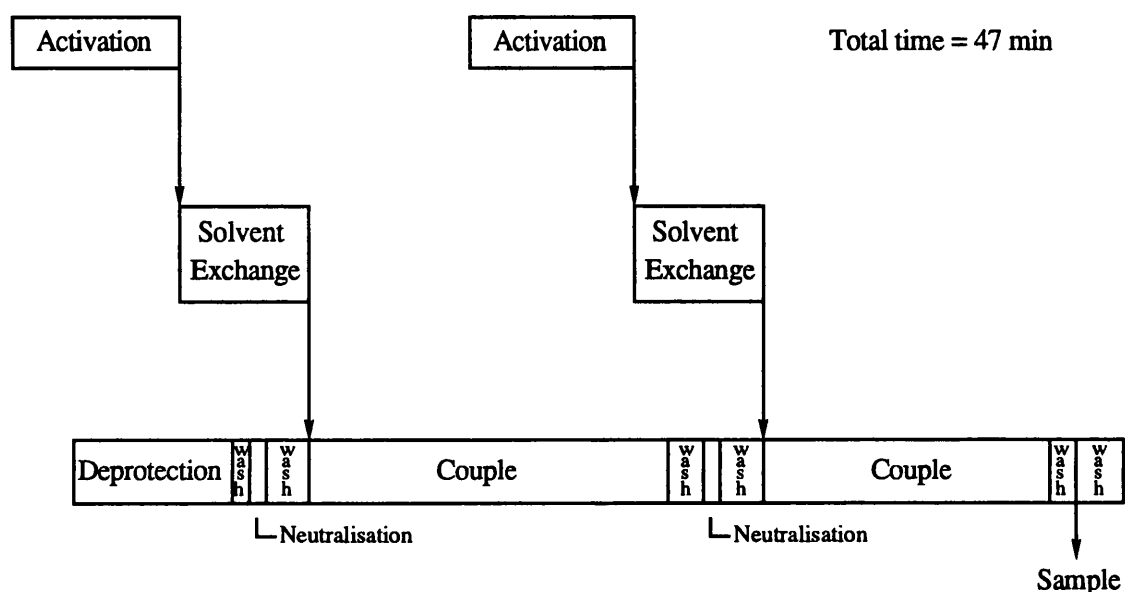 Activation
Activation
Total time = 47 min
Solvent
Exchange
Solvent
Exchange
Deprotection
wash
wash
Couple
wash
wash
Couple
wash
wash
Neutralisation
Neutralisation
Sample